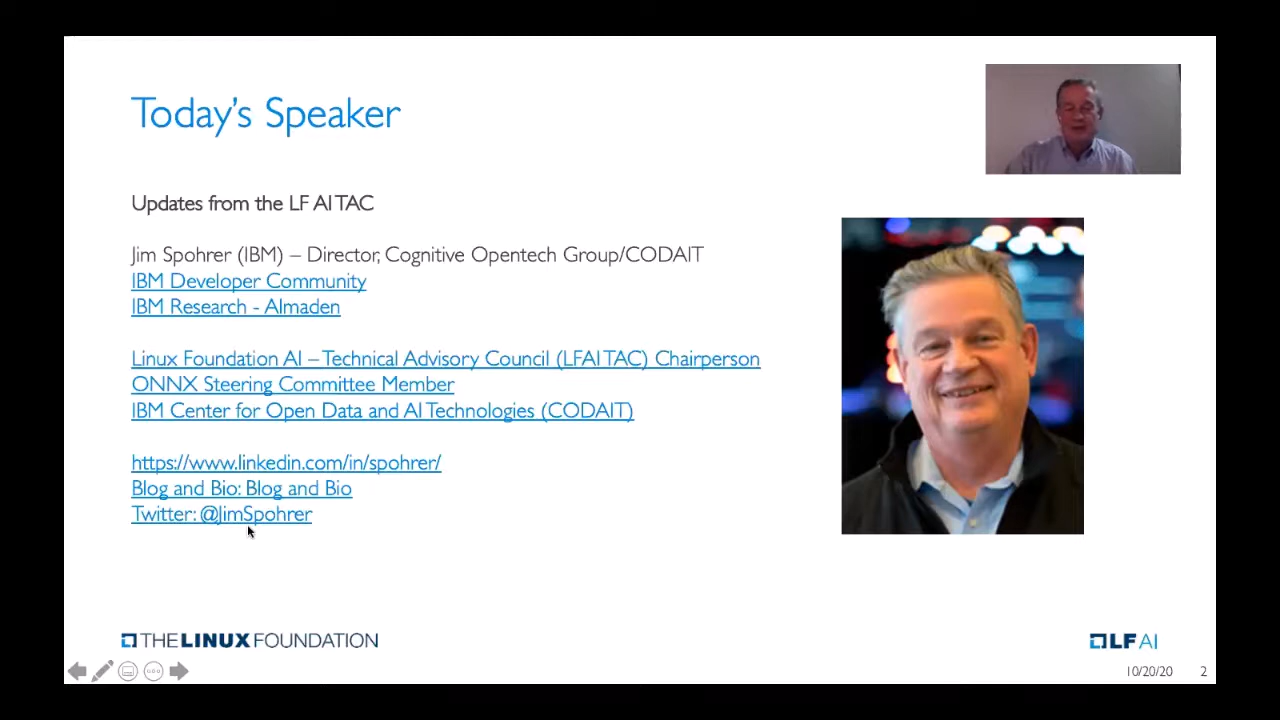 Today's Speaker
Updates from the LF AI TAC
Jim Spohrer (IBM) – Director, Cognitive Opentech Group/CODAIT
IBM Developer Community
IBM Research - Almaden
Linux Foundation AI – Technical Advisory Council (LFAI TAC) Chairperson
ONNX Steering Committee Member
IBM Center for Open Data and AI Technologies (CODAIT)
https://www.linkedin.com/in/spohrer/
Blog and Bio: Blog and Bio
Twitter: @JimSpohrer
THE LINUX FOUNDATION
LF AI
10/20/20 2